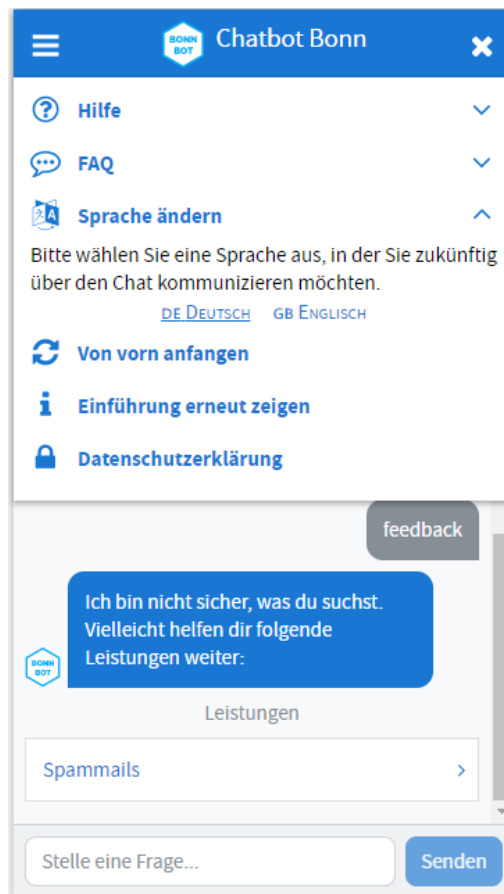 BONN
BOT
Chatbot Bonn
Hilfe
FAQ
Sprache ändern
Bitte wählen Sie eine Sprache aus, in der Sie zukünftig
über den Chat kommunizieren möchten.
DE DEUTSCH GB ENGLISCH
Von vorn anfangen
Einführung erneut zeigen
Datenschutzerklärung
feedback
Ich bin nicht sicher, was du suchst.
Vielleicht helfen dir folgende
Leistungen weiter:
BONN
BOT
Leistungen
Spammails
Stelle eine Frage... Senden